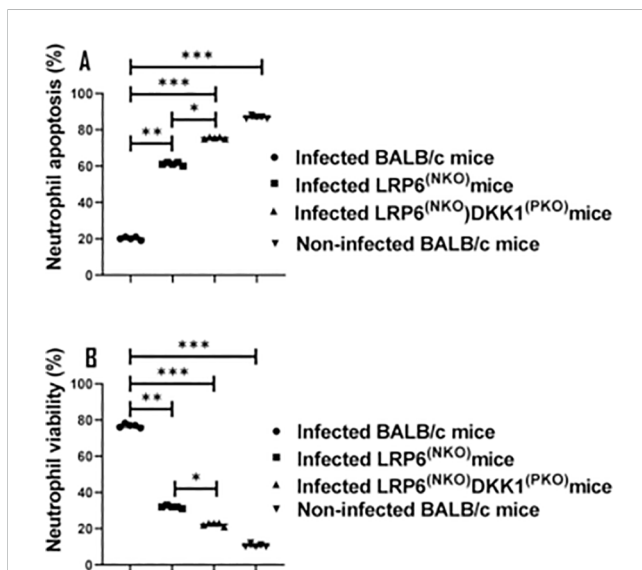 A
Neutrophil apoptosis (%)
100
80
60
40
20
0
***
***
*
**
Infected BALB/c mice
Infected LRP6(NKO)mice
Infected LRP6(NKO)DKK1(PKO)mice
Non-infected BALB/c mice
B
Neutrophil viability (%)
100
80
60
40
20
0
***
***
**
*
Infected BALB/c mice
Infected LRP6(NKO)mice
Infected LRP6(NKO)DKK1(PKO)mice
Non-infected BALB/c mice